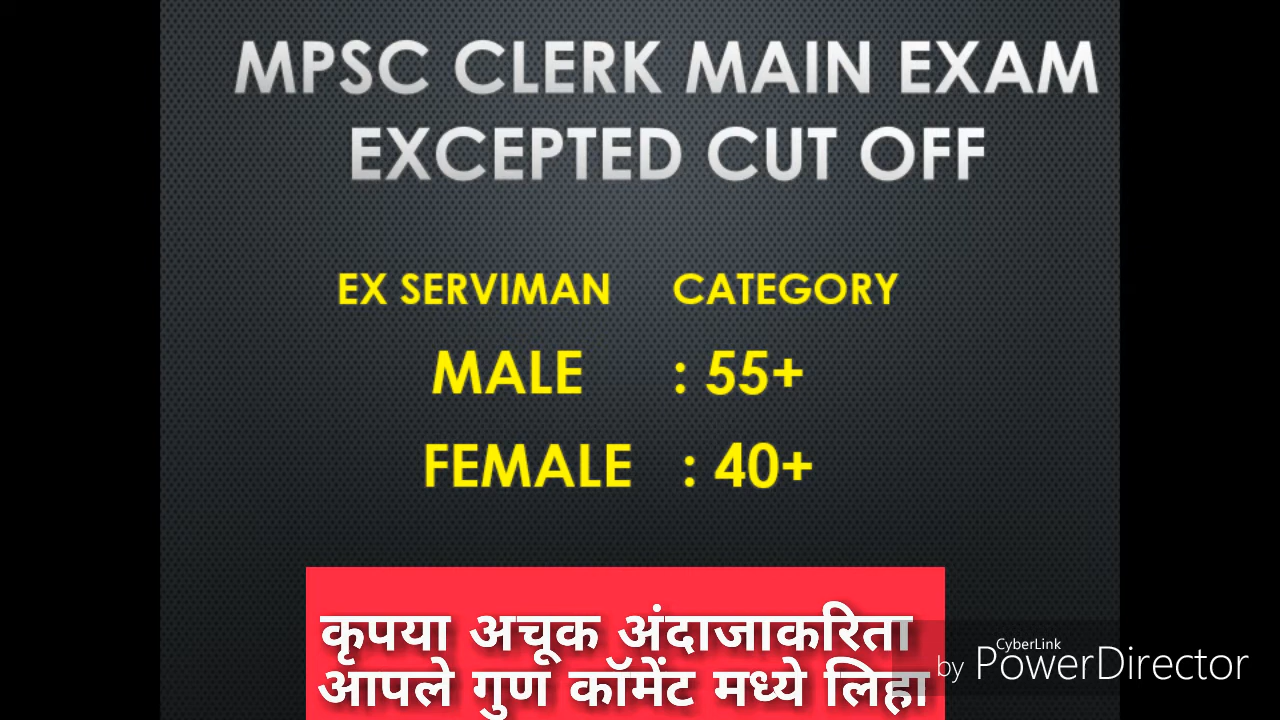 MPSC CLERK MAIN EXAM
EXCEPTED CUT OFF
EX SERVIMAN CATEGORY
MALE : 55+
FEMALE : 40+
कृपया अचूक अंदाजाकरिता
आपले गुण कॉमेंट मध्ये लिहा
CyberLink
by PowerDirector